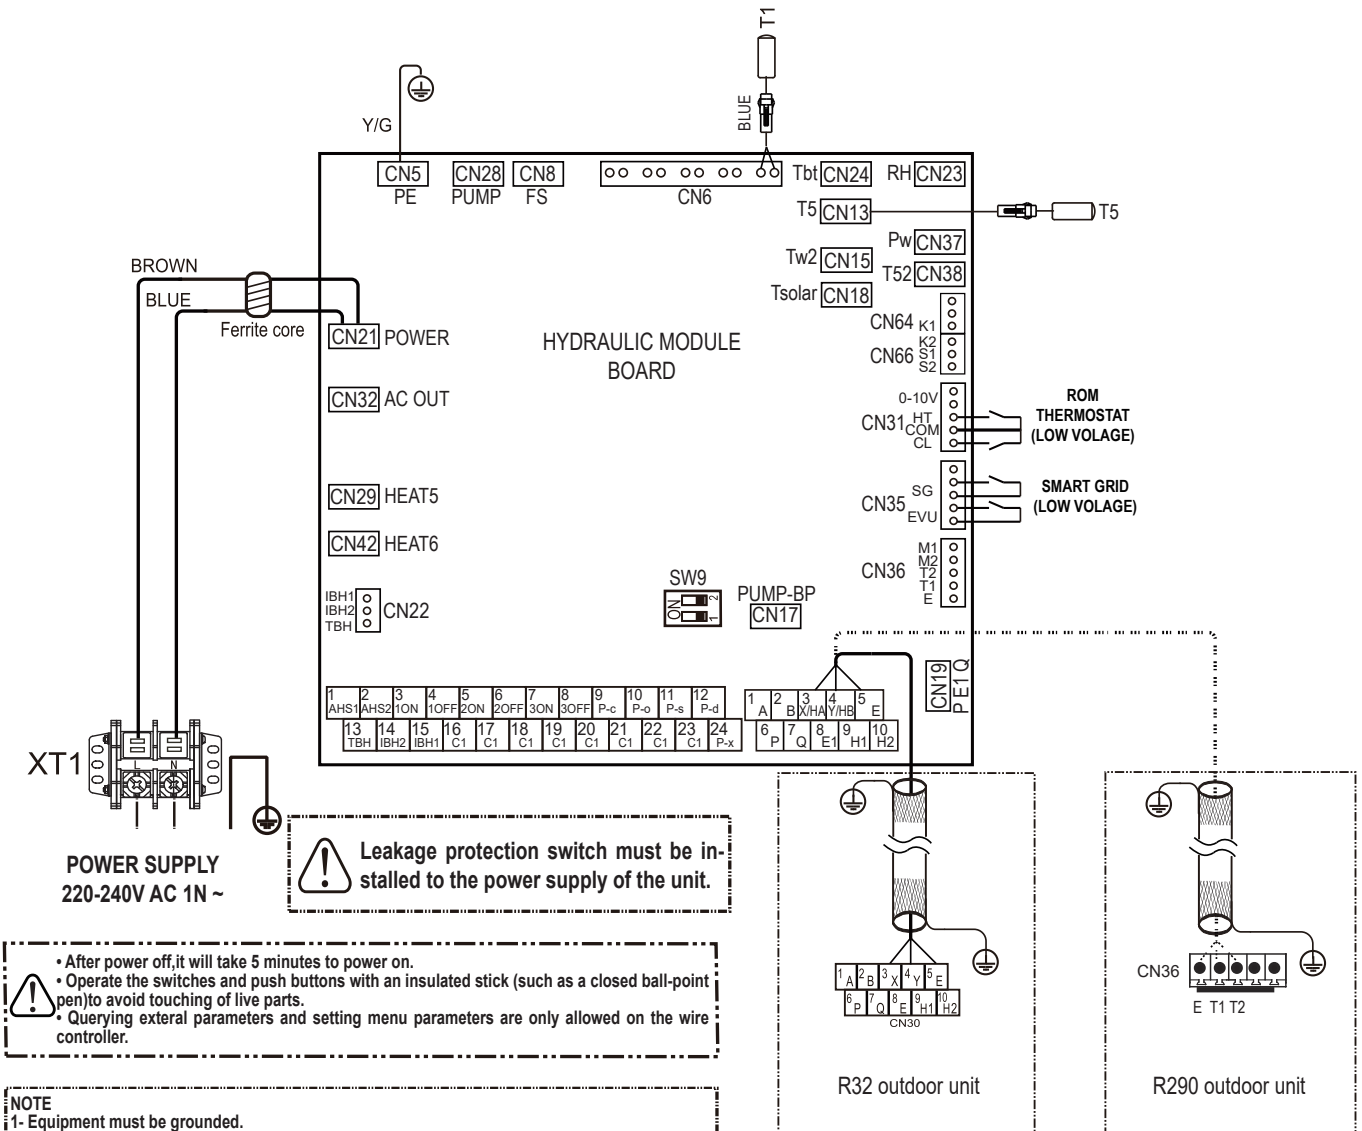 T1
BLUE
Y/G
CN5
PE
CN28
PUMP
CN8
FS
CN6
Tbt CN24
RH CN23
T5 CN13
T5
Pw CN37
Tw2 CN15
T52 CN38
Tsolar CN18
BROWN
BLUE
Ferrite core
CN21 POWER
CN32 AC OUT
CN29 HEAT5
CN42 HEAT6
IBH1
IBH2
TBH
CN22
HYDRAULIC MODULE
BOARD
CN64 K1
CN66
K2
S1
S2
CN31
0-10V
HT
COM
CL
ROM
THERMOSTAT
(LOW VOLAGE)
CN35
SG
EVU
SMART GRID
(LOW VOLAGE)
CN36
M1
M2
T2
T1
E
SW9
ON
2
1
PUMP-BP
CN17
CN19
P E1 Q
1 2 3 4 5 6 7 8 9 10 11 12
AHS1 AHS2 1ON 1OFF 2ON 2OFF 3ON 3OFF P-c P-o P-s P-d
13 14 15 16 17 18 19 20 21 22 23 24
TBH IBH2 IBH1 C1 C1 C1 C1 C1 C1 C1 C1 P-x
1 2 3 4 5
A B X/HA Y/HB E
6 7 8 9 10
P Q E1 H1 H2
XT1
L N
POWER SUPPLY
220-240V AC 1N ~
Leakage protection switch must be in-
stalled to the power supply of the unit.
• After power off,it will take 5 minutes to power on.
• Operate the switches and push buttons with an insulated stick (such as a closed ball-point
pen)to avoid touching of live parts.
• Querying exteral parameters and setting menu parameters are only allowed on the wire
controller.
NOTE
1- Equipment must be grounded.
1 2 3 4 5
A B X Y E
6 7 8 9 10
P Q E H1 H2
CN30
R32 outdoor unit
CN36
E T1 T2
R290 outdoor unit